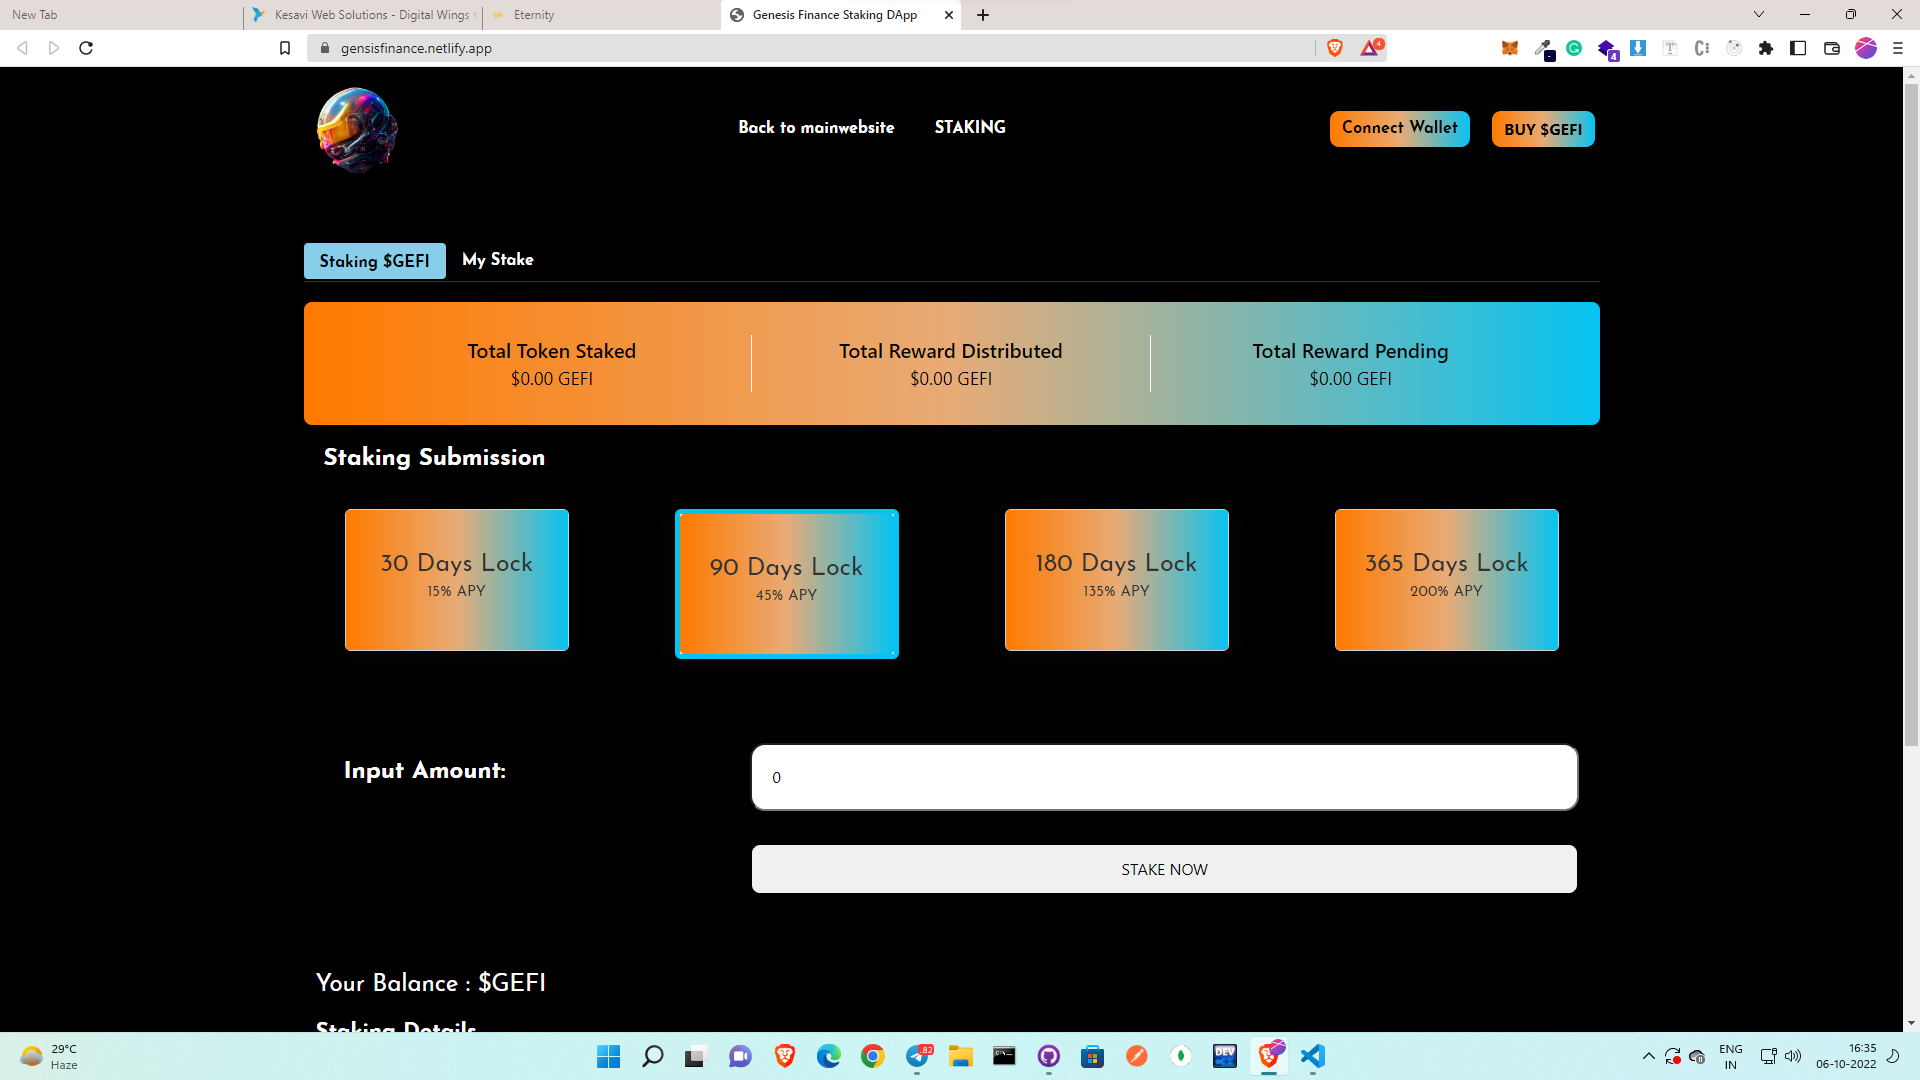 New Tab
Kesavi Web Solutions - Digital Wings
Eternity
Genesis Finance Staking DApp
gensisfinance.netlify.app
4
4
Back to mainwebsite
STAKING
Connect Wallet
BUY $GEFI
Staking $GEFI
My Stake
Total Token Staked
$0.00 GEFI
Total Reward Distributed
$0.00 GEFI
Total Reward Pending
$0.00 GEFI
Staking Submission
30 Days Lock
15% APY
90 Days Lock
45% APY
180 Days Lock
135% APY
365 Days Lock
200% APY
Input Amount:
0
STAKE NOW
Your Balance : $GEFI
Staking Details
29°C
Haze
82
DEV
ENG
IN
16:35
06-10-2022